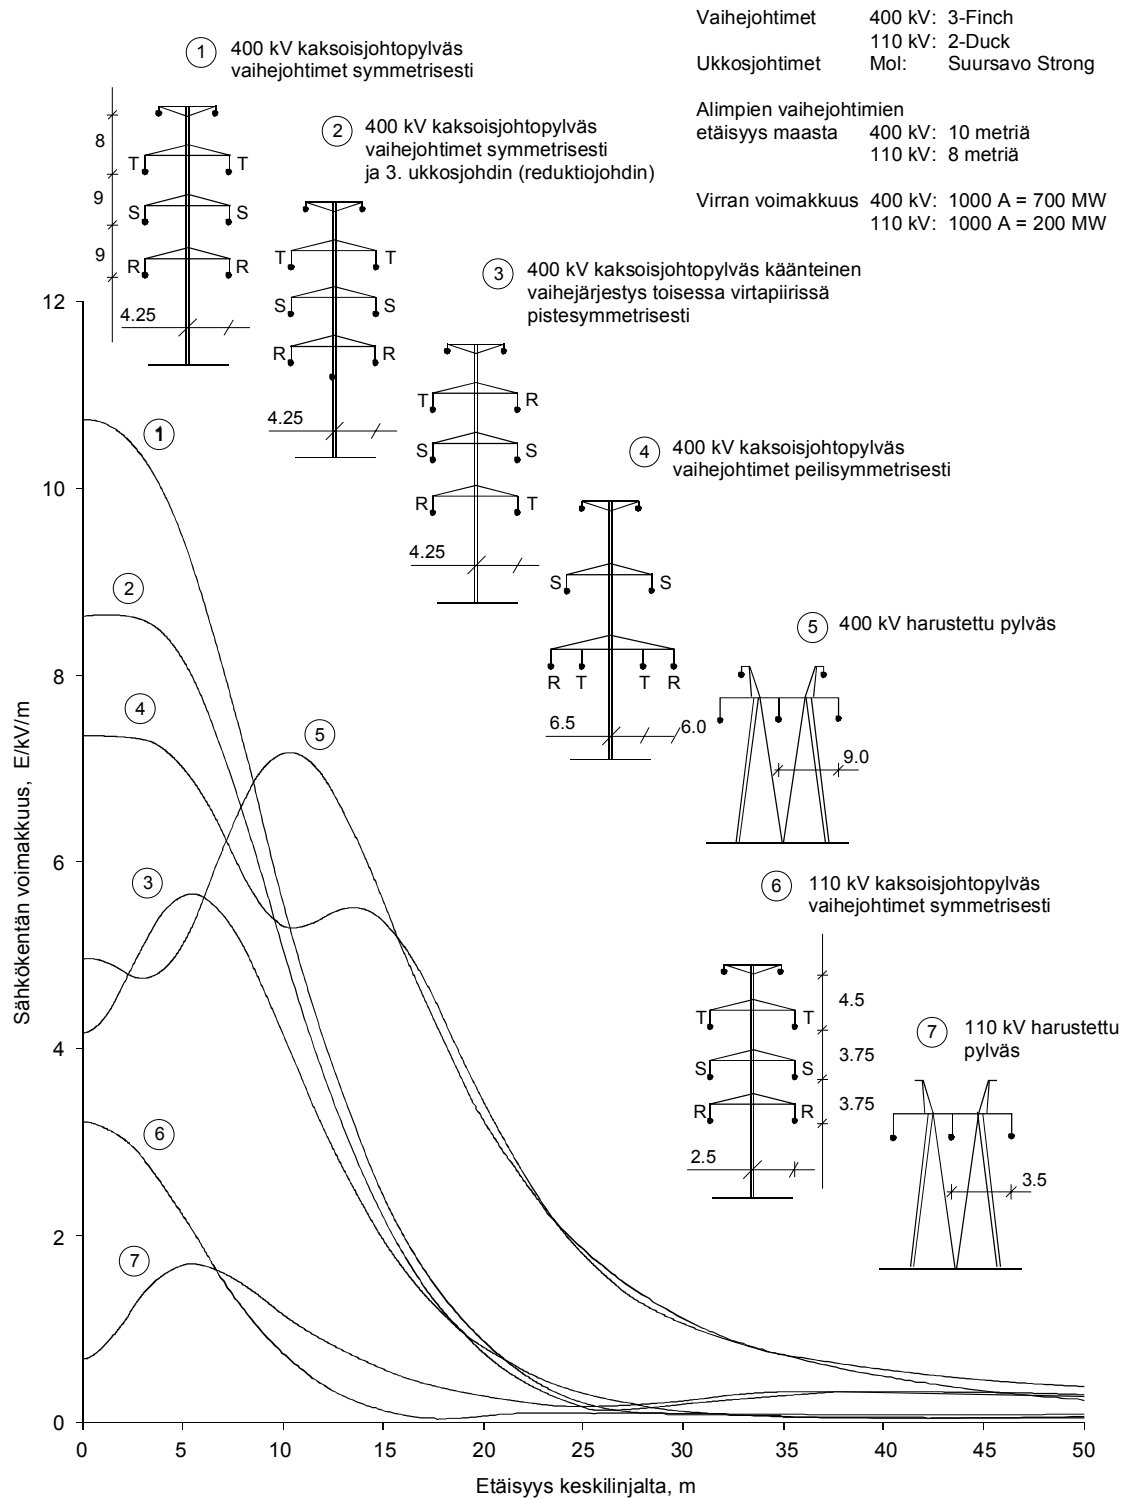 Vaihejohtimet 400 kV: 3-Finch
110 kV: 2-Duck
Ukkosjohtimet Mol: Suursavo Strong
Alimpien vaihejohtimien
etäisyys maasta 400 kV: 10 metriä
110 kV: 8 metriä
Virran voimakkuus 400 kV: 1000 A = 700 MW
110 kV: 1000 A = 200 MW
1 400 kV kaksoisjohtopylväs
vaihejohtimet symmetrisesti
8
T T
9
S S
9
R R
4.25
2 400 kV kaksoisjohtopylväs
vaihejohtimet symmetrisesti
ja 3. ukkosjohdin (reduktiojohdin)
T T
S S
R R
4.25
3 400 kV kaksoisjohtopylväs käänteinen
vaihejärjestys toisessa virtapiirissä
pistesymmetrisesti
T R
S S
R T
4.25
4 400 kV kaksoisjohtopylväs
vaihejohtimet peilisymmetrisesti
S S
R T T R
6.5 6.0
5 400 kV harustettu pylväs
9.0
6 110 kV kaksoisjohtopylväs
vaihejohtimet symmetrisesti
4.5
T T
3.75
S S
3.75
R R
2.5
7 110 kV harustettu
pylväs
3.5
1
2
4
5
3
6
7
12
10
8
6
4
2
0
Sähkökentän voimakkuus, E/kV/m
0 5 10 15 20 25 30 35 40 45 50
Etäisyys keskilinjalta, m